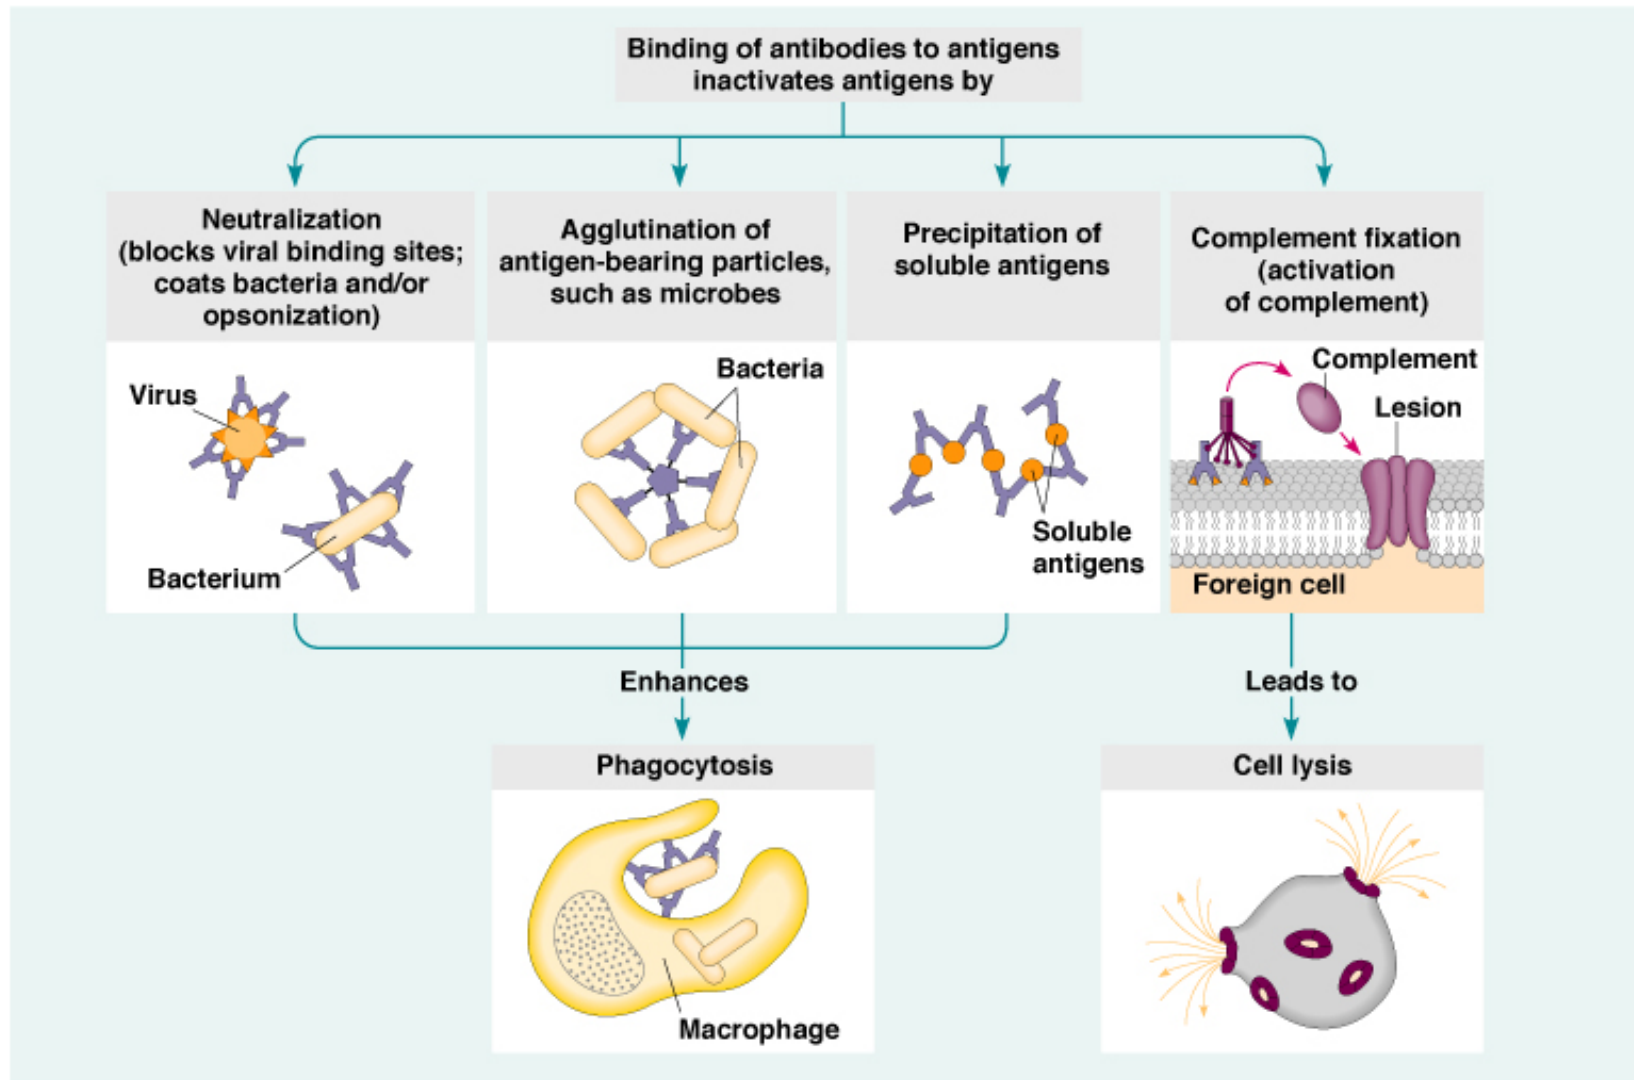 Binding of antibodies to antigens
inactivates antigens by
Neutralization
(blocks viral binding sites;
coats bacteria and/or
opsonization)
Agglutination of
antigen-bearing particles,
such as microbes
Precipitation of
soluble antigens
Complement fixation
(activation
of complement)
Virus
Bacterium
Bacteria
Soluble
antigens
Complement
Lesion
Foreign cell
Enhances
Leads to
Phagocytosis
Cell lysis
Macrophage